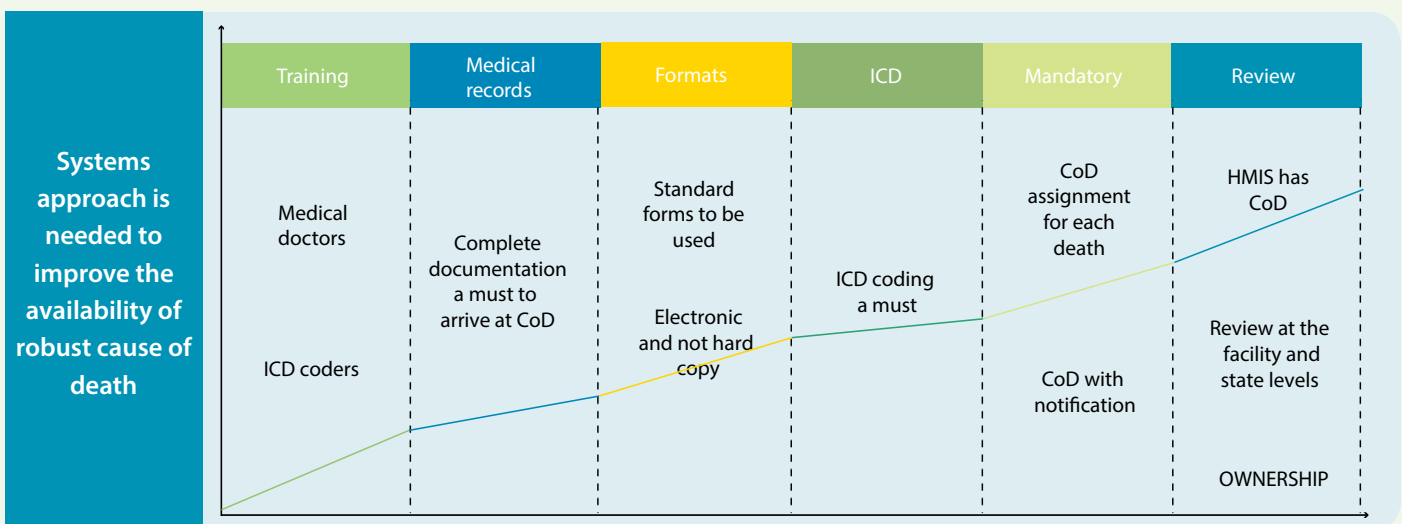 Systems
approach is
needed to
improve the
availability of
robust cause of
death
Training
Medical
records
Formats
ICD
Mandatory
Review
Medical
doctors
ICD coders
Complete
documentation
a must to
arrive at CoD
Standard
forms to be
used
Electronic
and not hard
copy
ICD coding
a must
CoD
assignment
for each
death
CoD with
notification
HMIS has
CoD
Review at the
facility and
state levels
OWNERSHIP